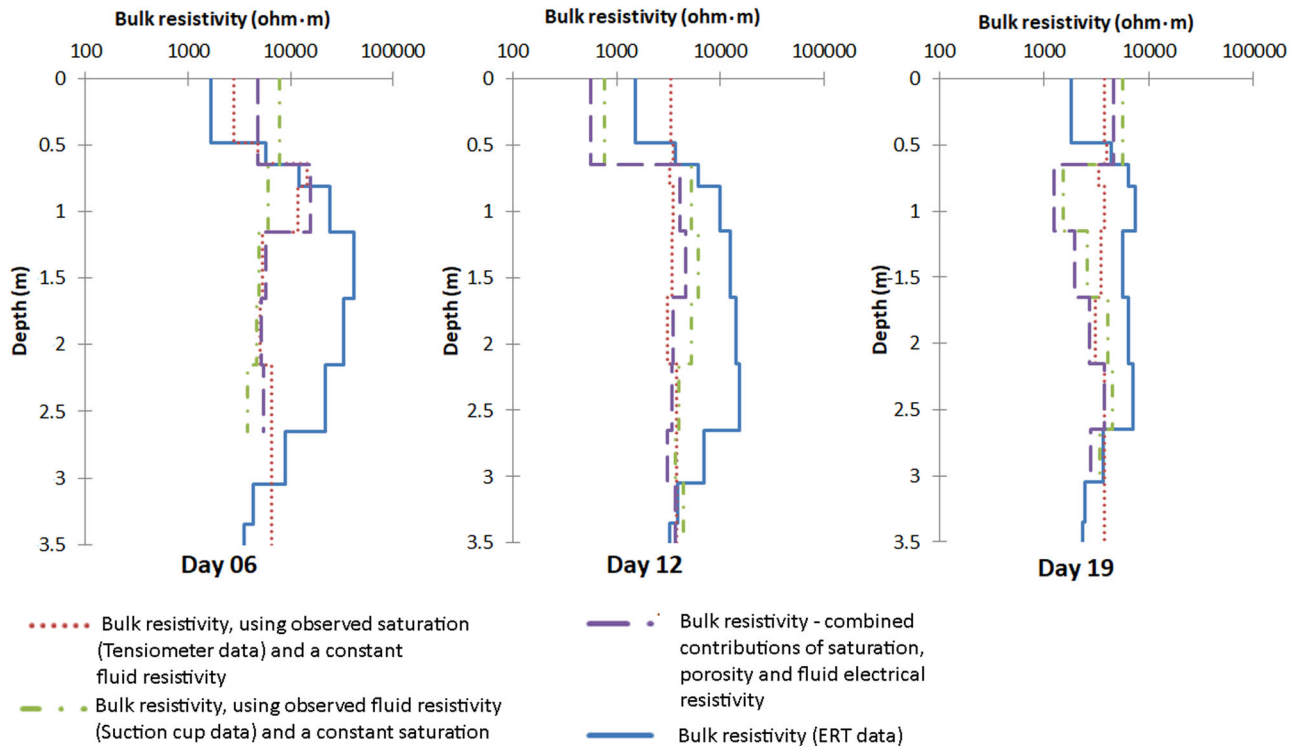 Bulk resistivity (ohm·m)
100 1000 10000 100000
0
0.5
1
1.5
2
2.5
3
3.5
Depth (m)
Day 06
Bulk resistivity (ohm·m)
100 1000 10000 100000
0
0.5
1
1.5
2
2.5
3
3.5
Depth (m)
Day 12
Bulk resistivity (ohm·m)
100 1000 10000 100000
0
0.5
1
1.5
2
2.5
3
3.5
Depth (m)
Day 19
Bulk resistivity, using observed saturation
(Tensiometer data) and a constant
fluid resistivity
Bulk resistivity, using observed fluid resistivity
(Suction cup data) and a constant saturation
Bulk resistivity - combined
contributions of saturation,
porosity and fluid electrical
resistivity
Bulk resistivity (ERT data)